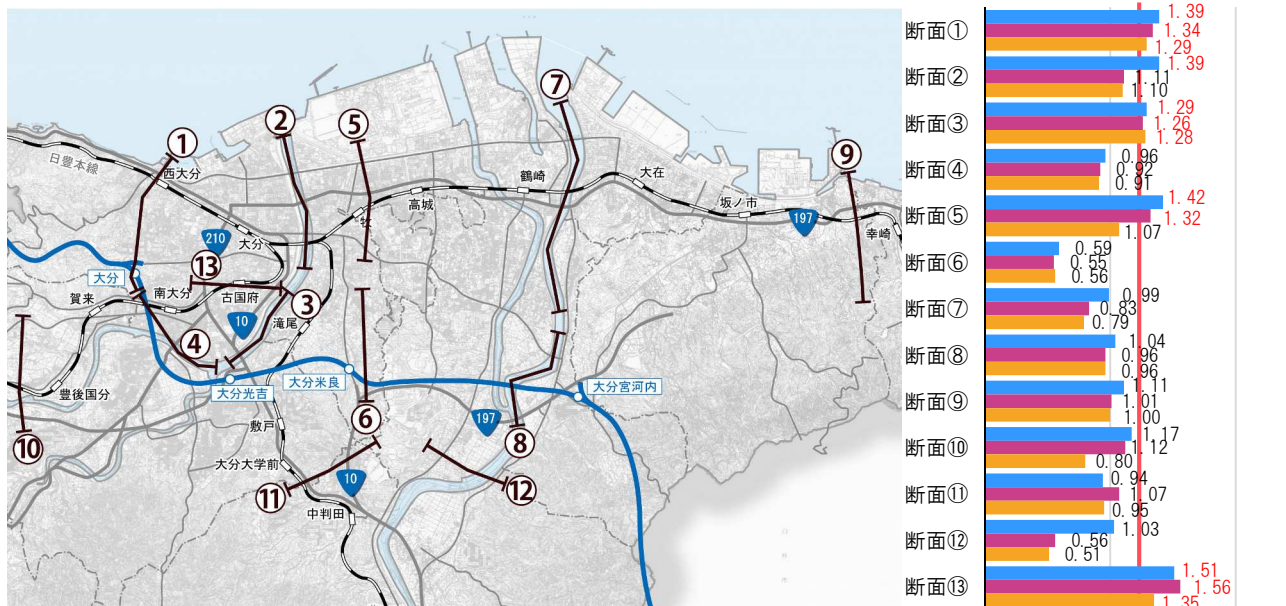 ①
②
⑤
⑦
⑨
日豊本線
西大分
牧
高城
鶴崎
大在
坂ノ市
197
幸崎
210
大分
⑬
大分
南大分
古国府
③
賀来
10
滝尾
④
豊後国分
大分光吉
大分米良
大分宮河内
⑥
197
⑧
⑩
敷戸
大分大学前
⑪
10
⑫
中判田
断面①
1.39
1.34
1.29
断面②
1.39
1.11
1.10
断面③
1.29
1.26
1.28
断面④
0.96
0.92
0.91
断面⑤
1.42
1.32
1.07
断面⑥
0.59
0.55
0.56
断面⑦
0.99
0.83
0.79
断面⑧
1.04
0.96
0.96
断面⑨
1.11
1.01
1.00
断面⑩
1.17
1.12
0.80
断面⑪
0.94
1.07
0.95
断面⑫
1.03
0.56
0.51
断面⑬
1.51
1.56
1.35